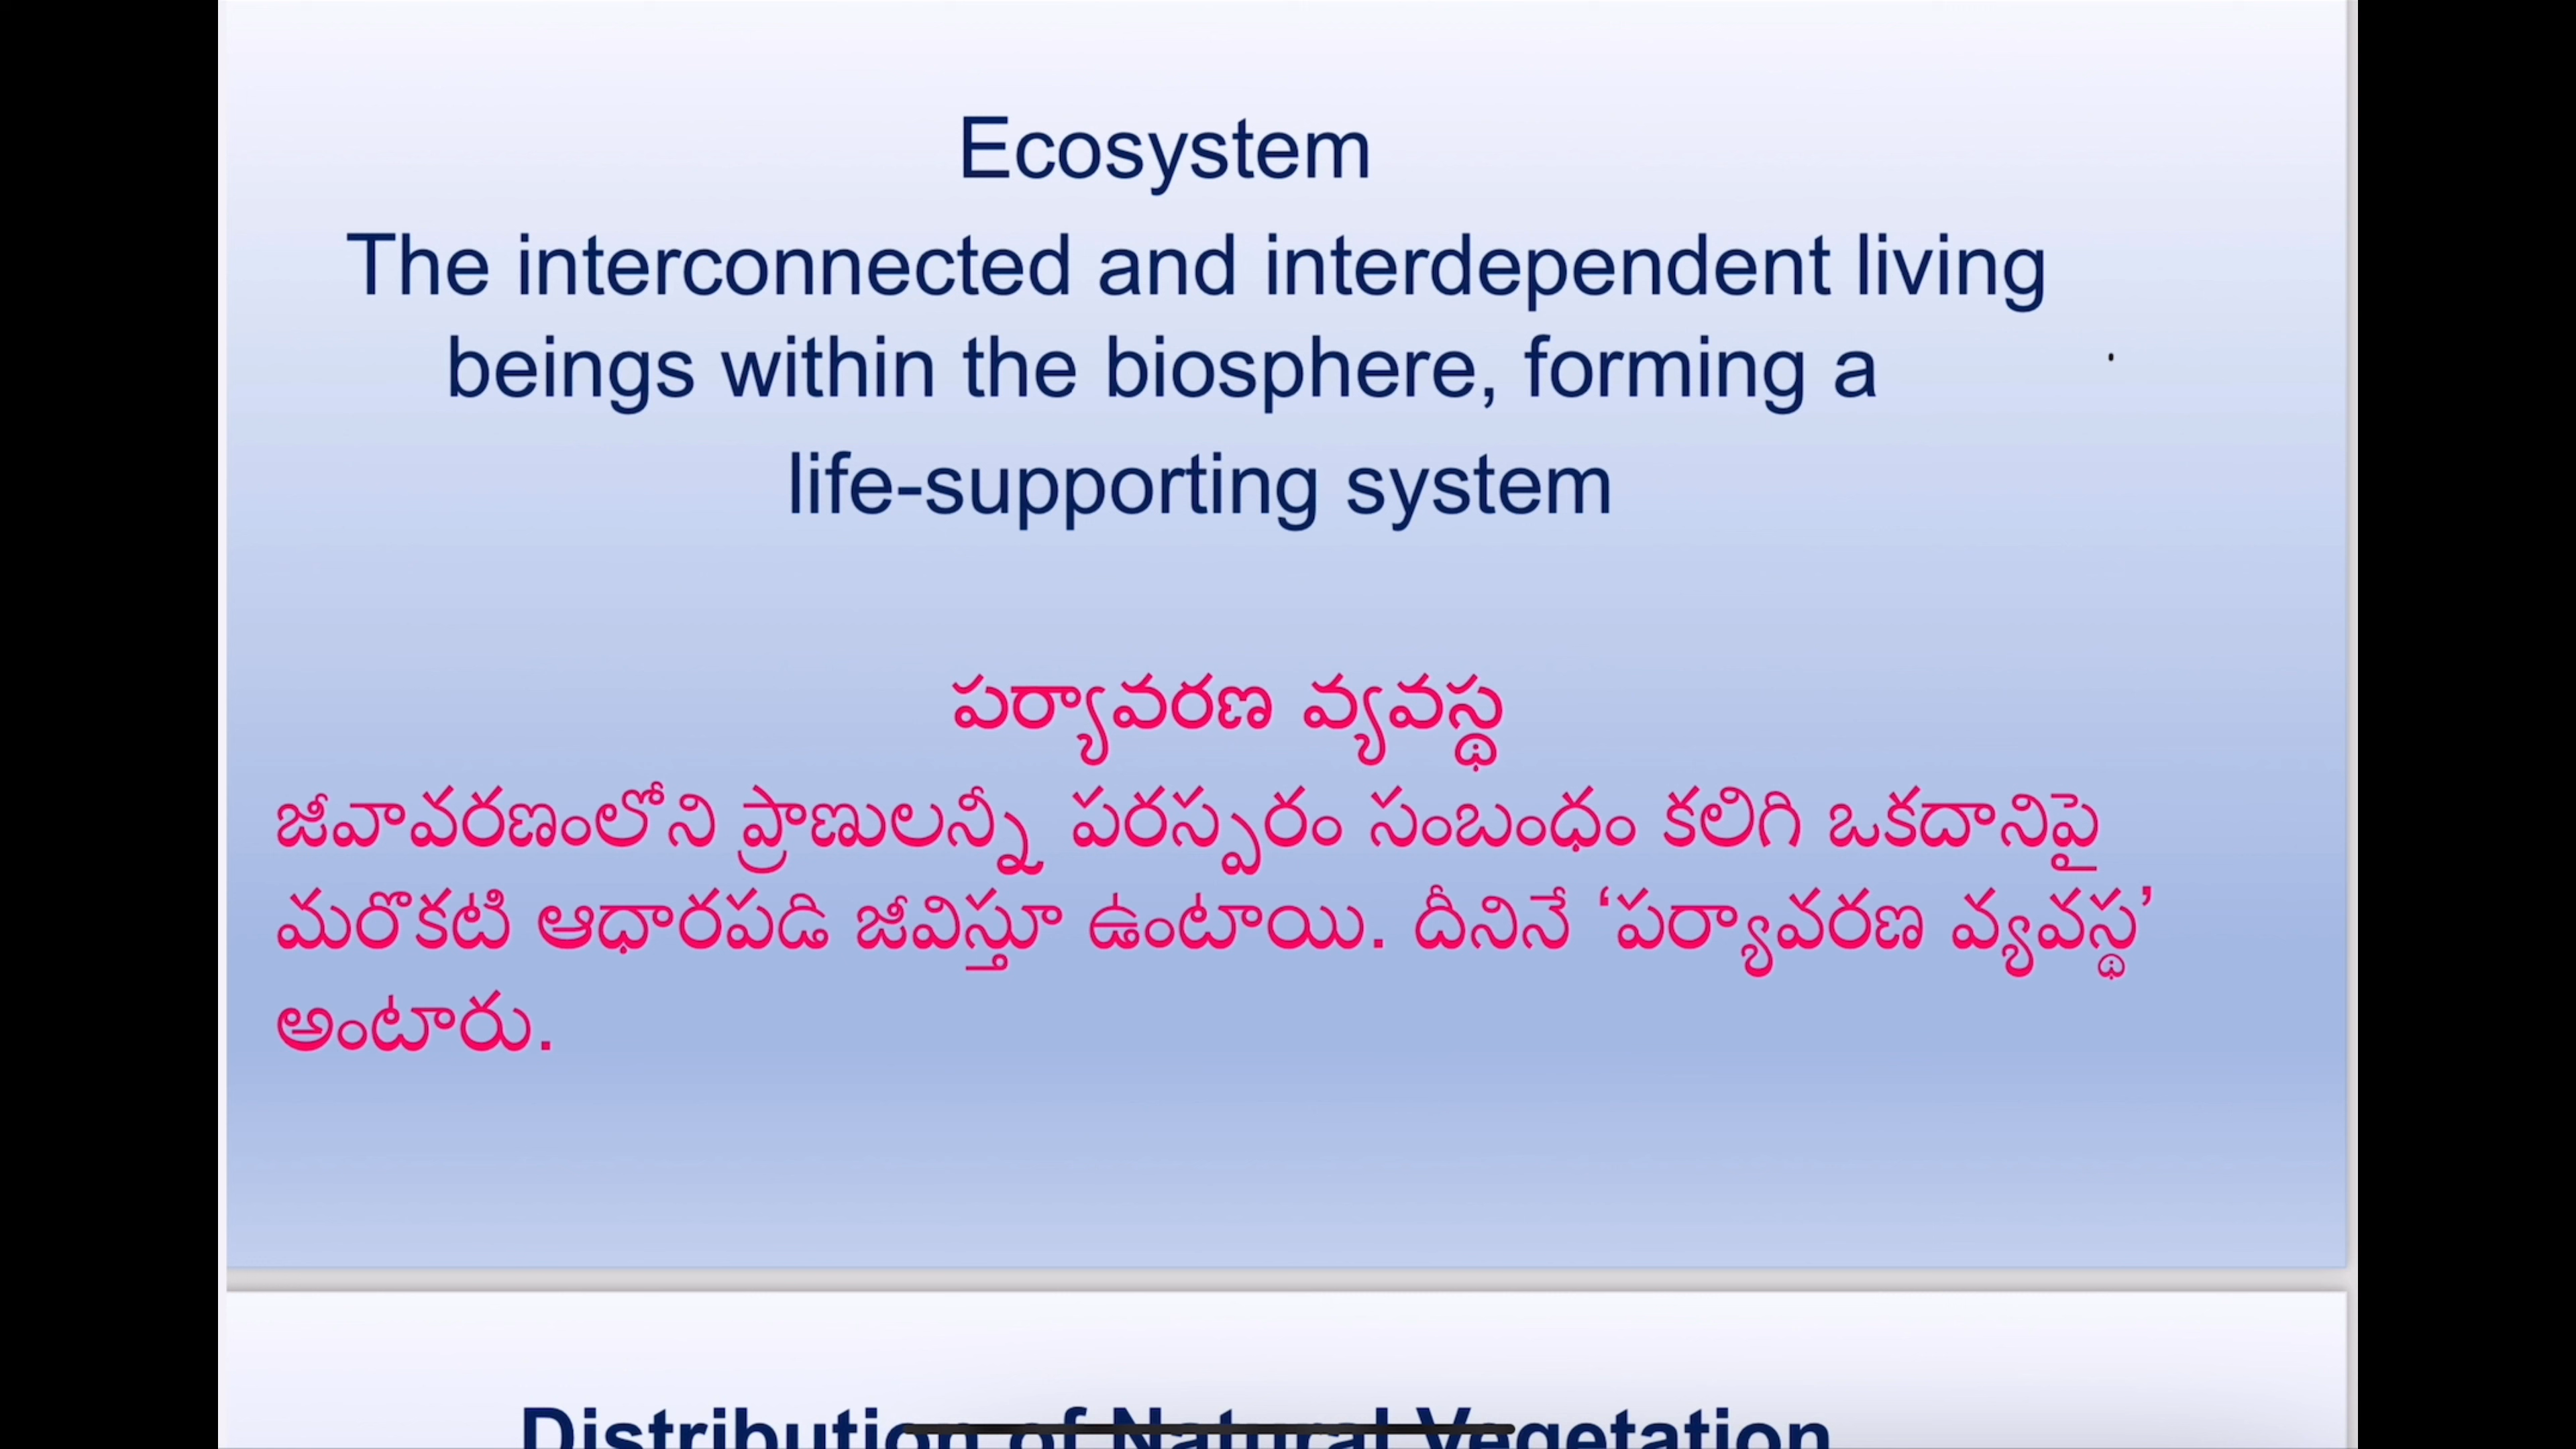 Ecosystem
The interconnected and interdependent living
beings within the biosphere, forming a
life-supporting system
పర్యావరణ వ్యవస్థ
జీవావరణంలోని ప్రాణులన్నీ పరస్పరం సంబంధం కలిగి ఒకదానిపై
మరొకటి ఆధారపడి జీవిస్తూ ఉంటాయి. దీనినే ‘పర్యావరణ వ్యవస్థ’
అంటారు.
Distribution of Natural Vegetation